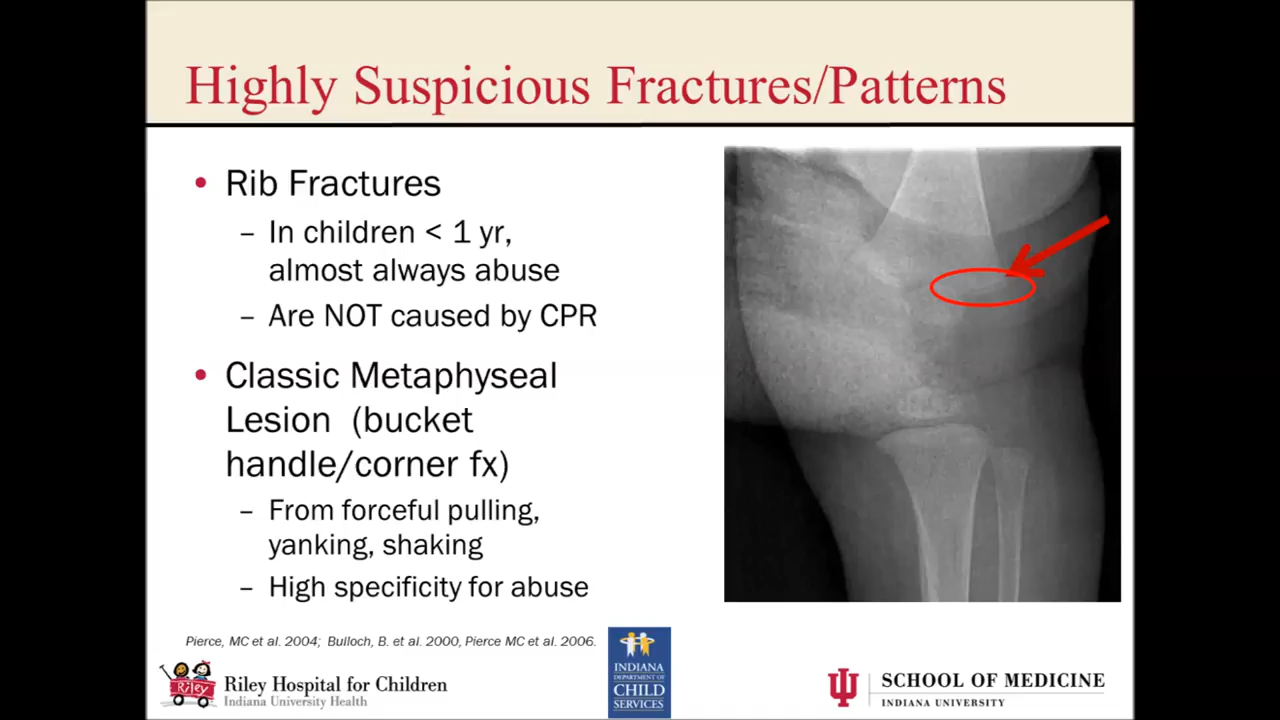 Highly Suspicious Fractures/Patterns
• Rib Fractures
– In children < 1 yr,
almost always abuse
– Are NOT caused by CPR
• Classic Metaphyseal
Lesion (bucket
handle/corner fx)
– From forceful pulling,
yanking, shaking
– High specificity for abuse
Pierce, MC et al. 2004; Bulloch, B. et al. 2000, Pierce MC et al. 2006.
Riley
Riley Hospital for Children
Indiana University Health
INDIANA
DEPARTMENT OF
CHILD
SERVICES
SCHOOL OF MEDICINE
INDIANA UNIVERSITY